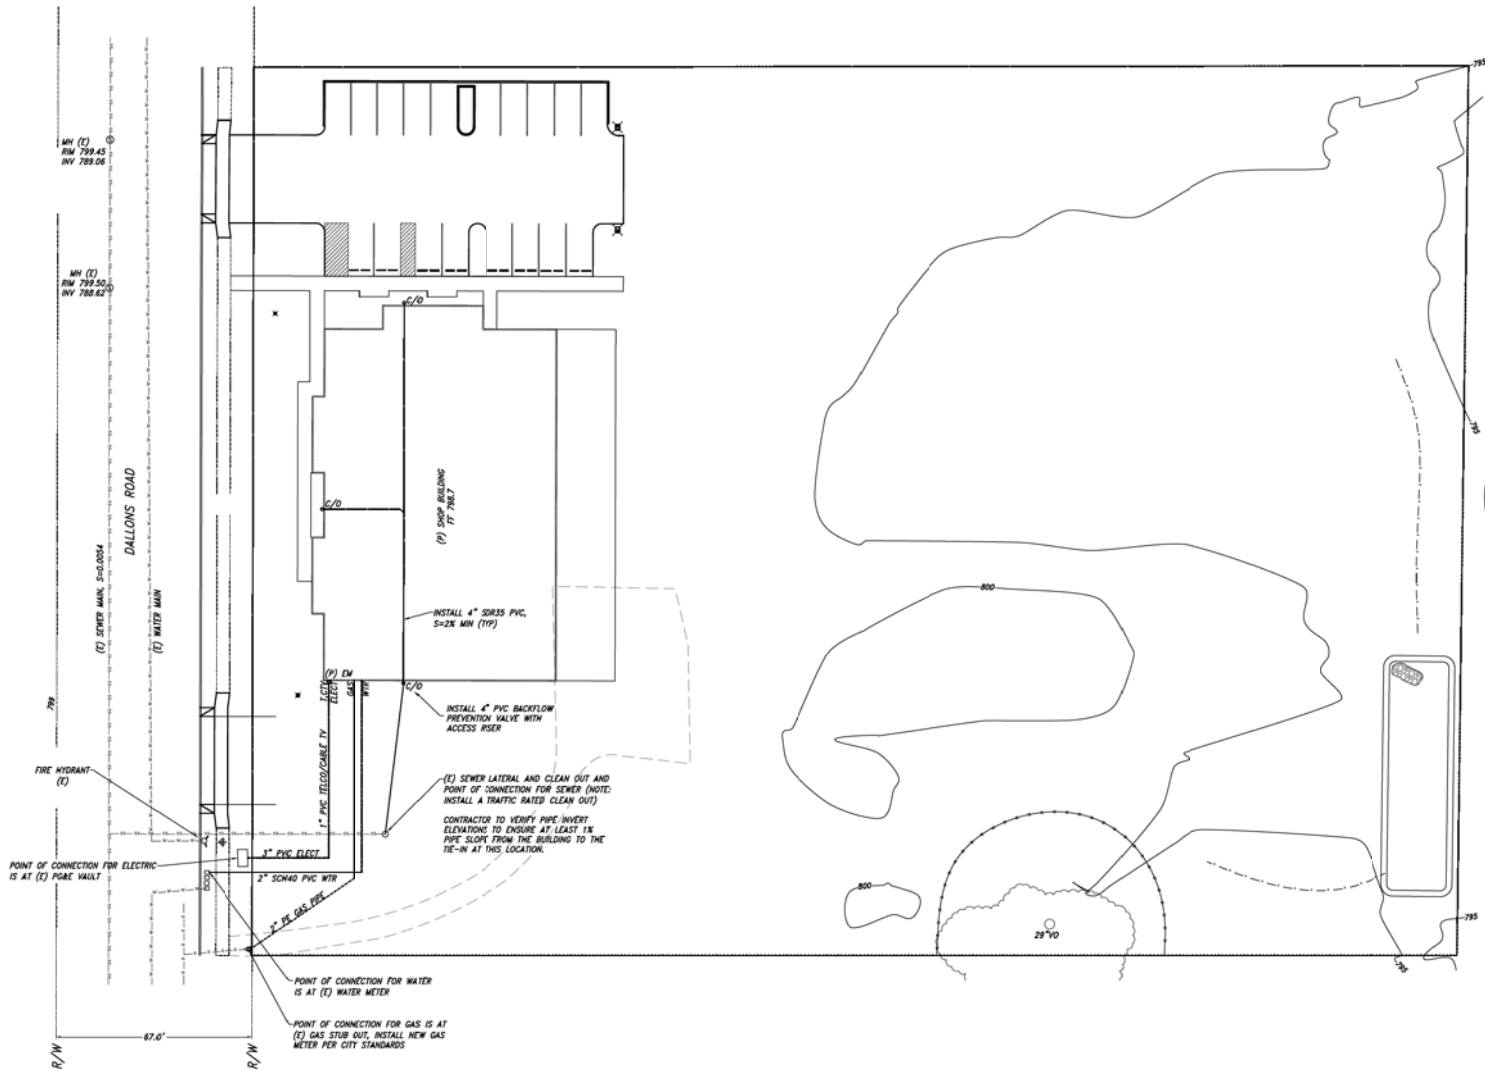 795
MH (E)
RIM 799.45
INV 789.06
MH (E)
RIM 799.50
INV 788.62
C/O
C/O
DALLONS ROAD
(E) SEWER MAIN, S=0.0054
(E) WATER MAIN
(P) SHOP BUILDING
FF 798.7
795
800
INSTALL 4" SDR35 PVC,
S=2% MIN (TYP)
(P) EM
T,CTV
ELECT
GAS
WTR
C/O
INSTALL 4" PVC BACKFLOW
PREVENTION VALVE WITH
ACCESS RISER
799
1" PVC TELCO/CABLE TV
FIRE HYDRANT
(E)
(E) SEWER LATERAL AND CLEAN OUT AND
POINT OF CONNECTION FOR SEWER (NOTE:
INSTALL A TRAFFIC RATED CLEAN OUT)
CONTRACTOR TO VERIFY PIPE INVERT
ELEVATIONS TO ENSURE AT LEAST 1%
PIPE SLOPE FROM THE BUILDING TO THE
TIE-IN AT THIS LOCATION.
POINT OF CONNECTION FOR ELECTRIC
IS AT (E) PG&E VAULT
3" PVC ELECT
2" SCH40 PVC WTR
2" PE GAS PIPE
800
29"VO
795
795
POINT OF CONNECTION FOR WATER
IS AT (E) WATER METER
POINT OF CONNECTION FOR GAS IS AT
(E) GAS STUB OUT, INSTALL NEW GAS
METER PER CITY STANDARDS
67.0'
R/W
R/W